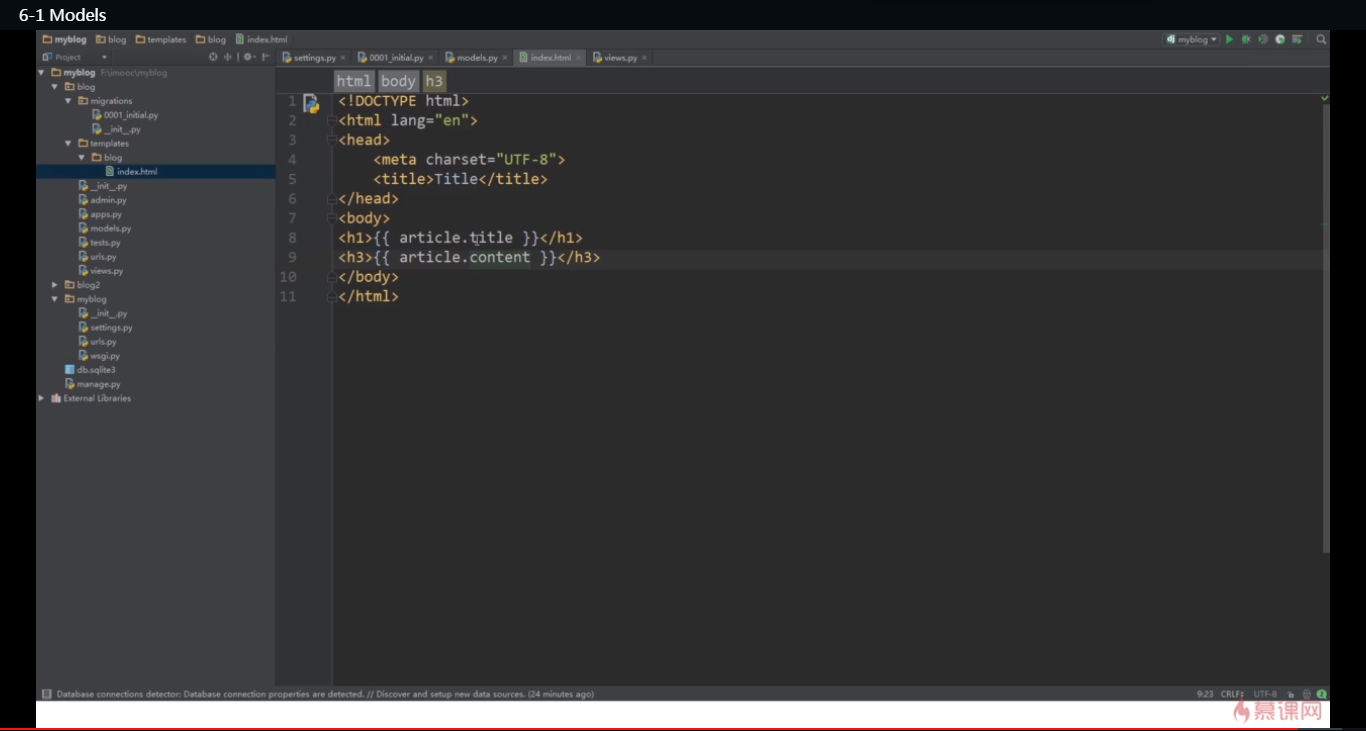 6-1 Models
myblog blog templates blog index.html
myblog
Project
settings.py 0001_initial.py models.py index.html views.py
myblog F:\imooc\myblog
blog
migrations
0001_initial.py
__init__.py
templates
blog
index.html
__init__.py
admin.py
apps.py
models.py
tests.py
urls.py
views.py
blog2
myblog
__init__.py
settings.py
urls.py
wsgi.py
db.sqlite3
manage.py
External Libraries
html body h3
1 <!DOCTYPE html>
2 <html lang="en">
3 <head>
4 <meta charset="UTF-8">
5 <title>Title</title>
6 </head>
7 <body>
8 <h1>{{ article.title }}</h1>
9 <h3>{{ article.content }}</h3>
10 </body>
11 </html>
Database connections detector: Database connection properties are detected. // Discover and setup new data sources. (24 minutes ago)
9:23 CRLF UTF-8 2
慕课网